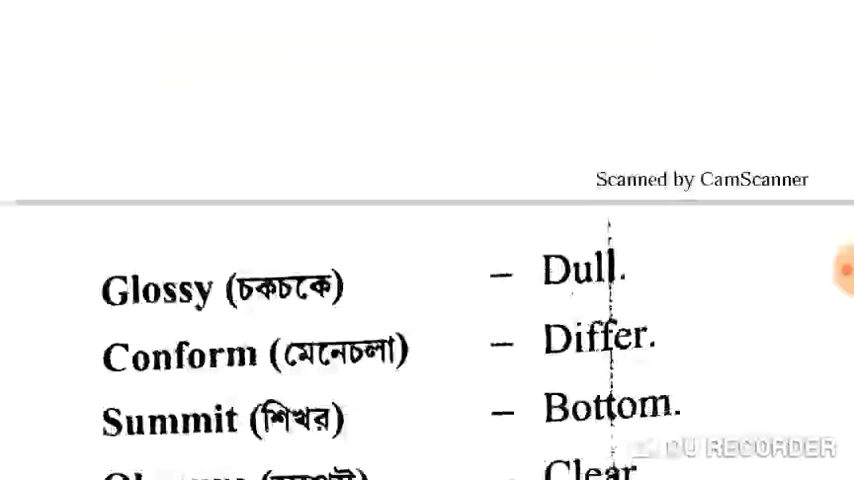 Scanned by CamScanner
Glossy (চকচকে) – Dull.
Conform (মেনেচলা) – Differ.
Summit (শিখর) – Bottom.
– Clear
DU RECORDER